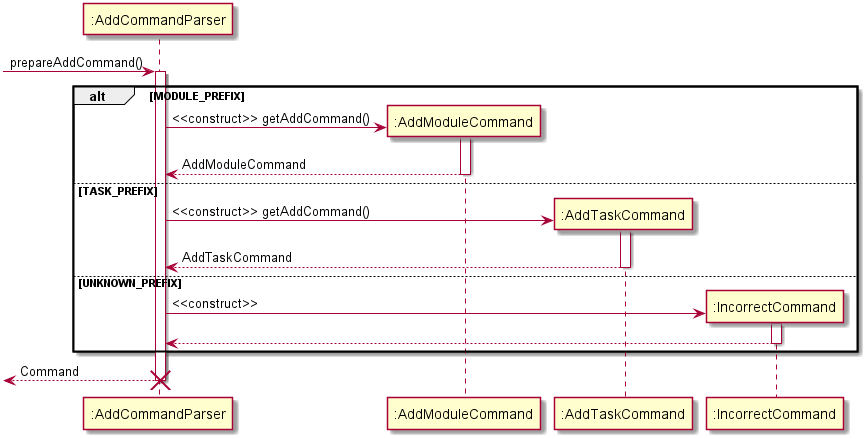 :AddCommandParser
prepareAddCommand()
alt
[MODULE_PREFIX]
<<construct>> getAddCommand()
:AddModuleCommand
AddModuleCommand
[TASK_PREFIX]
<<construct>> getAddCommand()
:AddTaskCommand
AddTaskCommand
[UNKNOWN_PREFIX]
<<construct>>
:IncorrectCommand
Command
:AddCommandParser
:AddModuleCommand
:AddTaskCommand
:IncorrectCommand